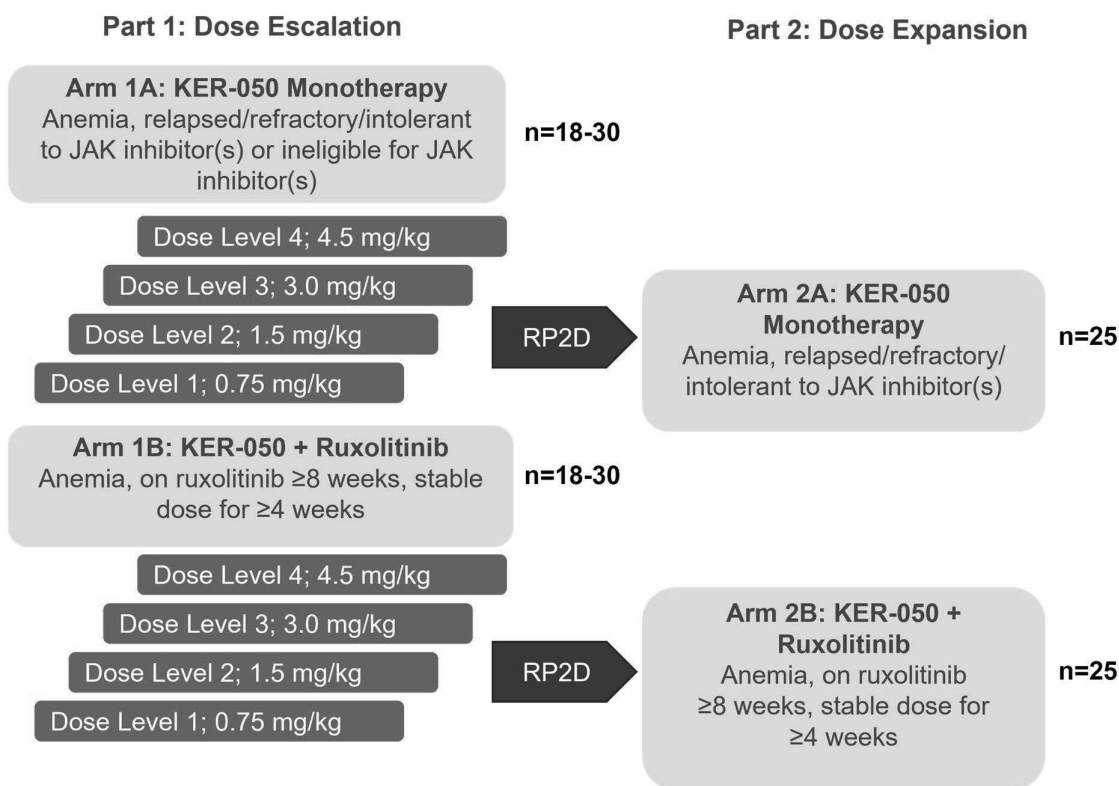 Part 1: Dose Escalation
Part 2: Dose Expansion
Arm 1A: KER-050 Monotherapy
Anemia, relapsed/refractory/intolerant
to JAK inhibitor(s) or ineligible for JAK
inhibitor(s)
n=18-30
Dose Level 4; 4.5 mg/kg
Dose Level 3; 3.0 mg/kg
Dose Level 2; 1.5 mg/kg
Dose Level 1; 0.75 mg/kg
RP2D
Arm 2A: KER-050
Monotherapy
Anemia, relapsed/refractory/
intolerant to JAK inhibitor(s)
n=25
Arm 1B: KER-050 + Ruxolitinib
Anemia, on ruxolitinib ≥8 weeks, stable
dose for ≥4 weeks
n=18-30
Dose Level 4; 4.5 mg/kg
Dose Level 3; 3.0 mg/kg
Dose Level 2; 1.5 mg/kg
Dose Level 1; 0.75 mg/kg
RP2D
Arm 2B: KER-050 +
Ruxolitinib
Anemia, on ruxolitinib
≥8 weeks, stable dose for
≥4 weeks
n=25